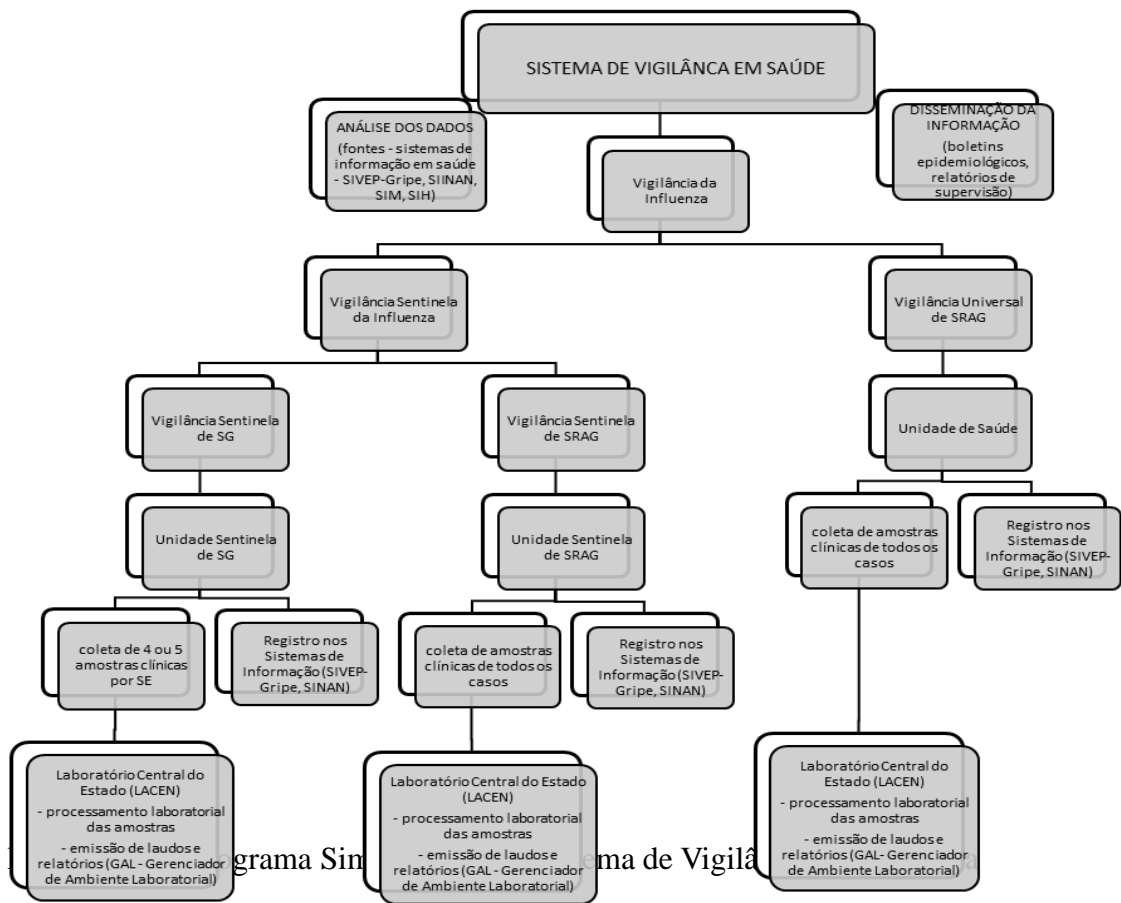 SISTEMA DE VIGILÂNCA EM SAÚDE
ANÁLISE DOS DADOS
(fontes - sistemas de
informação em saúde
- SIVEP-Gripe, SIINAN,
SIM, SIH)
DISSEMINAÇÃO DA
INFORMAÇÃO
(boletins
epidemiológicos,
relatórios de
supervisão)
Vigilância da
Influenza
Vigilância Sentinela
da Influenza
Vigilância Universal
de SRAG
Vigilância Sentinela
de SG
Vigilância Sentinela
de SRAG
Unidade de Saúde
Unidade Sentinela
de SG
Unidade Sentinela
de SRAG
coleta de amostras
clínicas de todos os
casos
Registro nos
Sistemas de
Informação (SIVEP-
Gripe, SINAN)
coleta de 4 ou 5
amostras clínicas
por SE
Registro nos
Sistemas de
Informação (SIVEP-
Gripe, SINAN)
coleta de amostras
clínicas de todos os
casos
Registro nos
Sistemas de
Informação (SIVEP-
Gripe, SINAN)
Laboratório Central do
Estado (LACEN)
- processamento laboratorial
das amostras
- emissão de laudos e
relatórios (GAL - Gerenciador
de Ambiente Laboratorial)
Laboratório Central do Estado
(LACEN)
- processamento laboratorial
das amostras
- emissão de laudos e
relatórios (GAL - Gerenciador
de Ambiente Laboratorial)
Laboratório Central do
Estado (LACEN)
- processamento laboratorial
das amostras
- emissão de laudos e
relatórios (GAL - Gerenciador
de Ambiente Laboratorial)
ograma Sim ema de Vigilâ